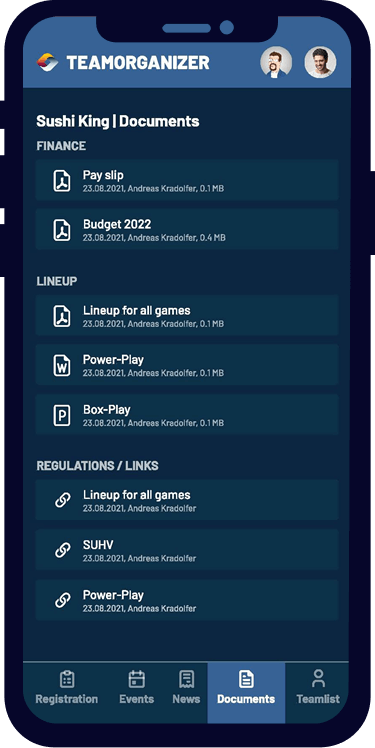 TEAMORGANIZER
Sushi King | Documents
FINANCE
Pay slip
23.08.2021, Andreas Kradolfer, 0.1 MB
Budget 2022
23.08.2021, Andreas Kradolfer, 0.4 MB
LINEUP
Lineup for all games
23.08.2021, Andreas Kradolfer, 0.1 MB
Power-Play
23.08.2021, Andreas Kradolfer, 0.1 MB
Box-Play
23.08.2021, Andreas Kradolfer, 0.1 MB
REGULATIONS / LINKS
Lineup for all games
23.08.2021, Andreas Kradolfer
SUHV
23.08.2021, Andreas Kradolfer
Power-Play
23.08.2021, Andreas Kradolfer
Registration Events News Documents Teamlist